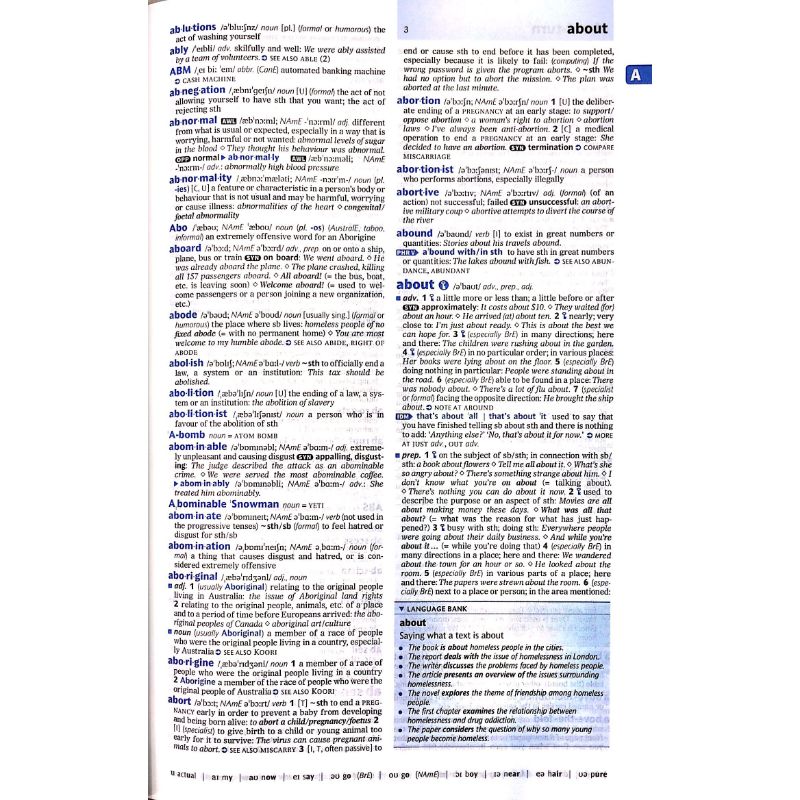 ab·lu·tions /əˈbluːʃnz/ noun [pl.] (formal or humorous) the
act of washing yourself
ably /ˈeɪbli/ adv. skilfully and well: We were ably assisted
by a team of volunteers. ➲ SEE ALSO ABLE (2)
ABM /ˌeɪ biː ˈem/ abbr. (CanE) automated banking machine
➲ CASH MACHINE
ab·neg·ation /ˌæbnɪˈɡeɪʃn/ noun [U] (formal) the act of not
allowing yourself to have sth that you want; the act of
rejecting sth
ab·nor·mal AWL /æbˈnɔːml; NAmE -ˈnɔːrml/ adj. different
from what is usual or expected, especially in a way that is
worrying, harmful or not wanted: abnormal levels of sugar
in the blood ◇ They thought his behaviour was abnormal.
OPP normal ▶ ab·nor·mal·ly AWL /æbˈnɔːməli; NAmE
-ˈnɔːrm-/ adv.: abnormally high blood pressure
ab·nor·mal·ity /ˌæbnɔːˈmæləti; NAmE -nɔːrˈm-/ noun (pl.
-ies) [C, U] a feature or characteristic in a person's body or
behaviour that is not usual and may be harmful, worrying
or cause illness: abnormalities of the heart ◇ congenital/
foetal abnormality
Abo /ˈæbəʊ; NAmE ˈæboʊ/ noun (pl. -os) (AustralE, taboo,
informal) an extremely offensive word for an Aborigine
aboard /əˈbɔːd; NAmE əˈbɔːrd/ adv., prep. on or onto a ship,
plane, bus or train SYN on board: We went aboard. ◇ He
was already aboard the plane. ◇ The plane crashed, killing
all 157 passengers aboard. ◇ All aboard! (= the bus, boat,
etc. is leaving soon) ◇ Welcome aboard! (= used to wel-
come passengers or a person joining a new organization,
etc.)
abode /əˈbəʊd; NAmE əˈboʊd/ noun [usually sing.] (formal or
humorous) the place where sb lives: homeless people of no
fixed abode (= with no permanent home) ◇ You are most
welcome to my humble abode. ➲ SEE ALSO ABIDE, RIGHT OF
ABODE
abol·ish /əˈbɒlɪʃ; NAmE əˈbɑːl-/ verb ~sth to officially end a
law, a system or an institution: This tax should be
abolished.
abo·li·tion /ˌæbəˈlɪʃn/ noun [U] the ending of a law, a sys-
tem or an institution: the abolition of slavery
abo·li·tion·ist /ˌæbəˈlɪʃənɪst/ noun a person who is in
favour of the abolition of sth
A-bomb noun = ATOM BOMB
abom·in·able /əˈbɒmɪnəbl; NAmE əˈbɑːm-/ adj. extreme-
ly unpleasant and causing disgust SYN appalling, disgust-
ing: The judge described the attack as an abominable
crime. ◇ We were served the most abominable coffee.
▶ abom·in·ably /əˈbɒmɪnəbli; NAmE əˈbɑːm-/ adv.: She
treated him abominably.
Aˌbominable ˈSnowman noun = YETI
abom·in·ate /əˈbɒmɪneɪt; NAmE əˈbɑːm-/ verb (not used in
the progressive tenses) ~sth/sb (formal) to feel hatred or
disgust for sth/sb
abom·in·ation /əˌbɒmɪˈneɪʃn; NAmE əˌbɑːm-/ noun (for-
mal) a thing that causes disgust and hatred, or is con-
sidered extremely offensive
abo·ri·ginal /ˌæbəˈrɪdʒənl/ adj., noun
■ adj. 1 (usually Aboriginal) relating to the original people
living in Australia: the issue of Aboriginal land rights
2 relating to the original people, animals, etc. of a place
and to a period of time before Europeans arrived: the abo-
riginal peoples of Canada ◇ aboriginal art/culture
■ noun (usually Aboriginal) a member of a race of people
who were the original people living in a country, especial-
ly Australia ➲ SEE ALSO KOORI
abo·ri·gine /ˌæbəˈrɪdʒəni/ noun 1 a member of a race of
people who were the original people living in a country
2 Aborigine a member of the race of people who were the
original people of Australia ➲ SEE ALSO KOORI
abort /əˈbɔːt; NAmE əˈbɔːrt/ verb 1 [T] ~sth to end a PREG-
NANCY early in order to prevent a baby from developing
and being born alive: to abort a child/pregnancy/foetus 2
[I] (specialist) to give birth to a child or young animal too
early for it to survive: The virus can cause pregnant ani-
mals to abort. ➲ SEE ALSO MISCARRY 3 [I, T, often passive] to
3 about
end or cause sth to end before it has been completed,
especially because it is likely to fail: (computing) If the
wrong password is given the program aborts. ◇ ~sth We
had no option but to abort the mission. ◇ The plan was
aborted at the last minute.
abor·tion /əˈbɔːʃn; NAmE əˈbɔːrʃn/ noun 1 [U] the deliber-
ate ending of a PREGNANCY at an early stage: to support/
oppose abortion ◇ a woman's right to abortion ◇ abortion
laws ◇ I've always been anti-abortion. 2 [C] a medical
operation to end a PREGNANCY at an early stage: She
decided to have an abortion. SYN termination ➲ COMPARE
MISCARRIAGE
abor·tion·ist /əˈbɔːʃənɪst; NAmE əˈbɔːrʃ-/ noun a person
who performs abortions, especially illegally
abort·ive /əˈbɔːtɪv; NAmE əˈbɔːrtɪv/ adj. (formal) (of an
action) not successful; failed SYN unsuccessful: an abort-
ive military coup ◇ abortive attempts to divert the course of
the river
abound /əˈbaʊnd/ verb [I] to exist in great numbers or
quantities: Stories about his travels abound.
PHRV aˈbound with/in sth to have sth in great numbers
or quantities: The lakes abound with fish. ➲ SEE ALSO ABUN-
DANCE, ABUNDANT
about /əˈbaʊt/ adv., prep., adj.
■ adv. 1 a little more or less than; a little before or after
SYN approximately: It costs about $10. ◇ They waited (for)
about an hour. ◇ He arrived (at) about ten. 2 nearly; very
close to: I'm just about ready. ◇ This is about the best we
can hope for. 3 (especially BrE) in many directions; here
and there: The children were rushing about in the garden.
4 (especially BrE) in no particular order; in various places:
Her books were lying about on the floor. 5 (especially BrE)
doing nothing in particular: People were standing about in
the road. 6 (especially BrE) able to be found in a place: There
was nobody about. ◇ There's a lot of flu about. 7 (specialist
or formal) facing the opposite direction: He brought the ship
about. ➲ NOTE AT AROUND
IDM that's about ˈall | that's about ˈit used to say that
you have finished telling sb about sth and there is nothing
to add: 'Anything else?' 'No, that's about it for now.' ➲ MORE
AT JUST adv., OUT adv.
■ prep. 1 on the subject of sb/sth; in connection with sb/
sth: a book about flowers ◇ Tell me all about it. ◇ What's she
so angry about? ◇ There's something strange about him. ◇ I
don't know what you're on about (= talking about).
◇ There's nothing you can do about it now. 2 used to
describe the purpose or an aspect of sth: Movies are all
about making money these days. ◇ What was all that
about? (= what was the reason for what has just hap-
pened?) 3 busy with sth; doing sth: Everywhere people
were going about their daily business. ◇ And while you're
about it ... (= while you're doing that) 4 (especially BrE) in
many directions in a place; here and there: We wandered
about the town for an hour or so. ◇ He looked about the
room. 5 (especially BrE) in various parts of a place; here
and there: The papers were strewn about the room. 6 (espe-
cially BrE) next to a place or person; in the area mentioned:
A
▼ LANGUAGE BANK
about
Saying what a text is about
• The book is about homeless people in the cities.
• The report deals with the issue of homelessness in London.
• The writer discusses the problems faced by homeless people.
• The article presents an overview of the issues surrounding
homelessness.
• The novel explores the theme of friendship among homeless
people.
• The first chapter examines the relationship between
homelessness and drug addiction.
• The paper considers the question of why so many young
people become homeless.
u actual | aɪ my | aʊ now | eɪ say | əʊ go (BrE) | oʊ go (NAmE) | ɔɪ boy | ɪə near | eə hair | ʊə pure